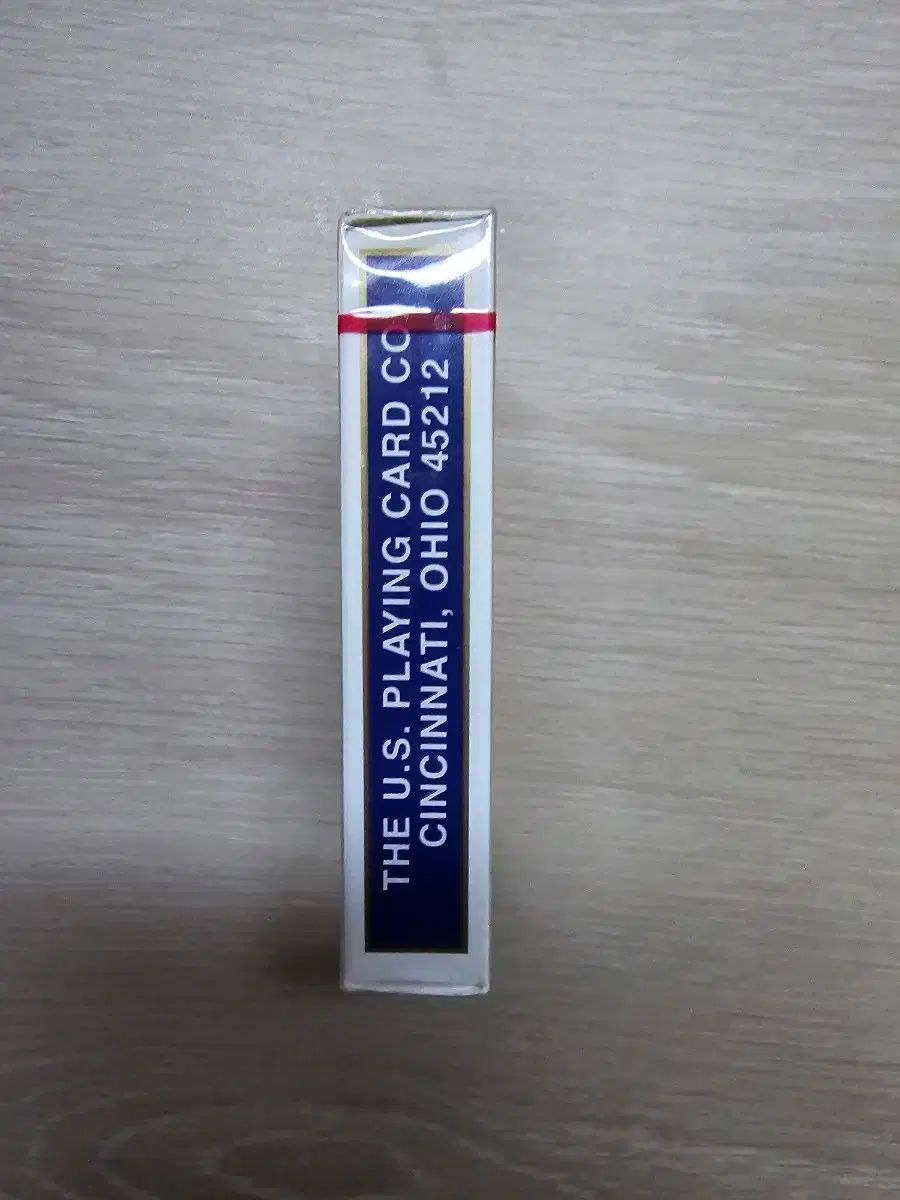 THE U.S. PLAYING CARD CO
CINCINNATI, OHIO 45212